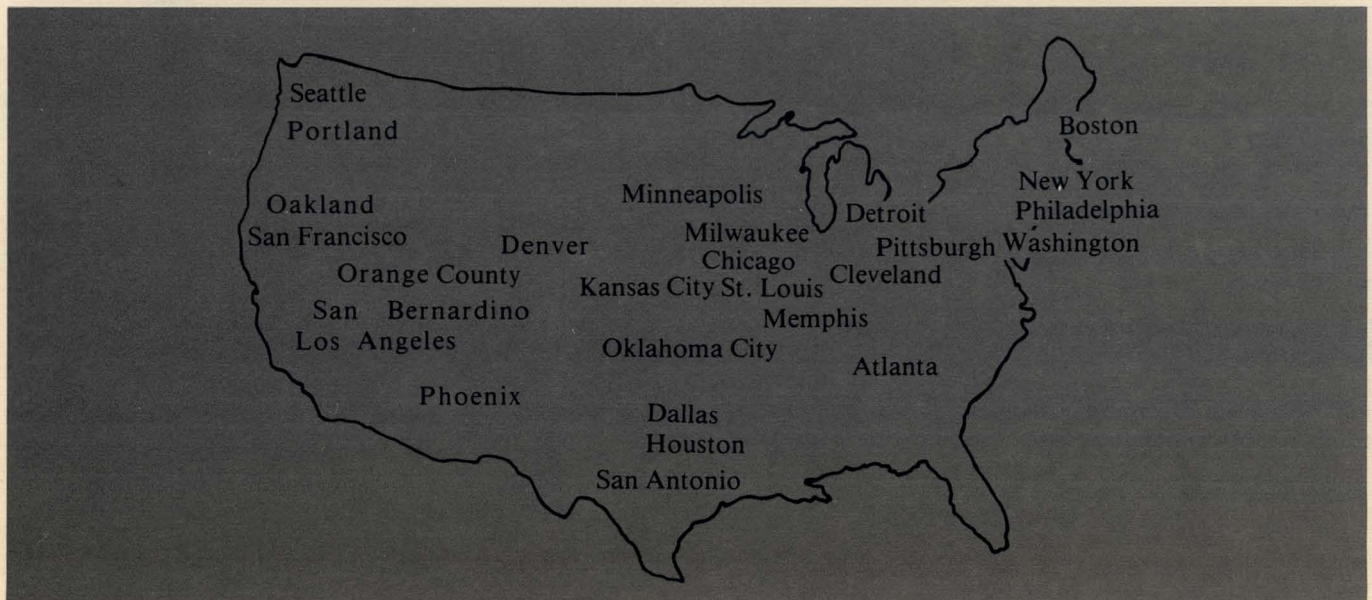 Seattle
Portland
Boston
Minneapolis
New York
Oakland
Detroit
Philadelphia
San Francisco
Denver
Milwaukee
Pittsburgh
Washington
Chicago
Orange County
Cleveland
Kansas City
St. Louis
San Bernardino
Memphis
Los Angeles
Oklahoma City
Atlanta
Phoenix
Dallas
Houston
San Antonio